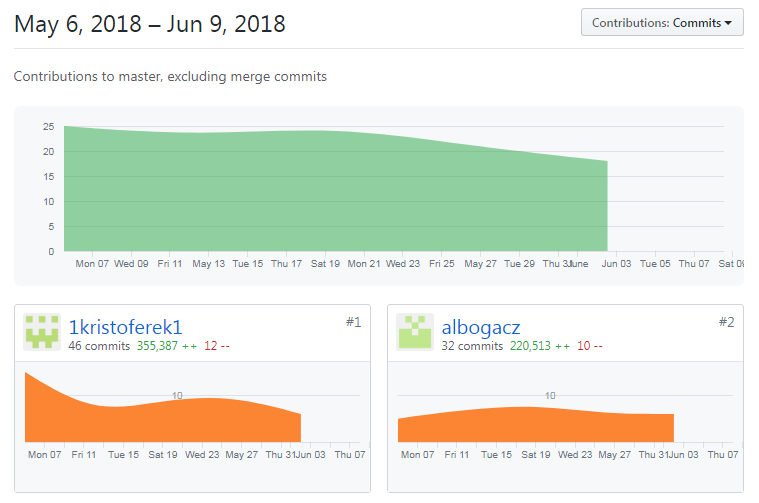 May 6, 2018 – Jun 9, 2018
Contributions: Commits
Contributions to master, excluding merge commits
25
20
15
10
5
0
Mon 07 Wed 09 Fri 11 May 13 Tue 15 Thu 17 Sat 19 Mon 21 Wed 23 Fri 25 May 27 Tue 29 Thu 31 June Jun 03 Tue 05 Thu 07 Sat 09
1kristoferek1 #1
46 commits 355,387 ++ 12 --
10
Mon 07 Fri 11 Tue 15 Sat 19 Wed 23 May 27 Thu 31 Jun 03 Thu 07
albogacz #2
32 commits 220,513 ++ 10 --
10
Mon 07 Fri 11 Tue 15 Sat 19 Wed 23 May 27 Thu 31 Jun 03 Thu 07